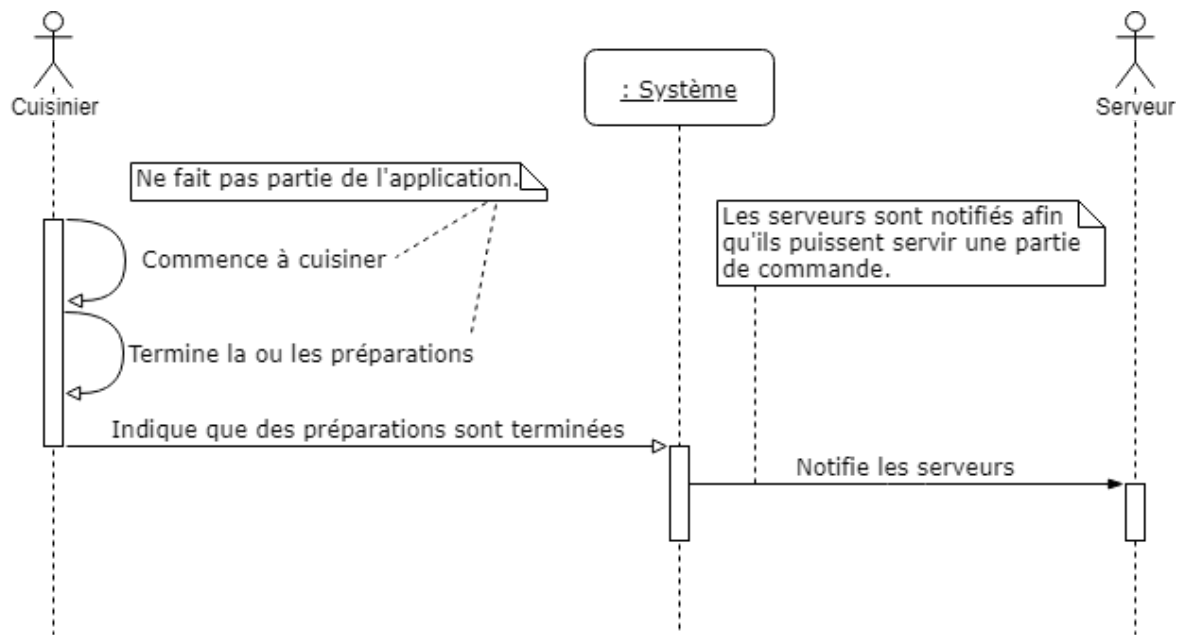 Cuisinier
: Système
Serveur
Ne fait pas partie de l'application.
Les serveurs sont notifiés afin
qu'ils puissent servir une partie
de commande.
Commence à cuisiner
Termine la ou les préparations
Indique que des préparations sont terminées
Notifie les serveurs